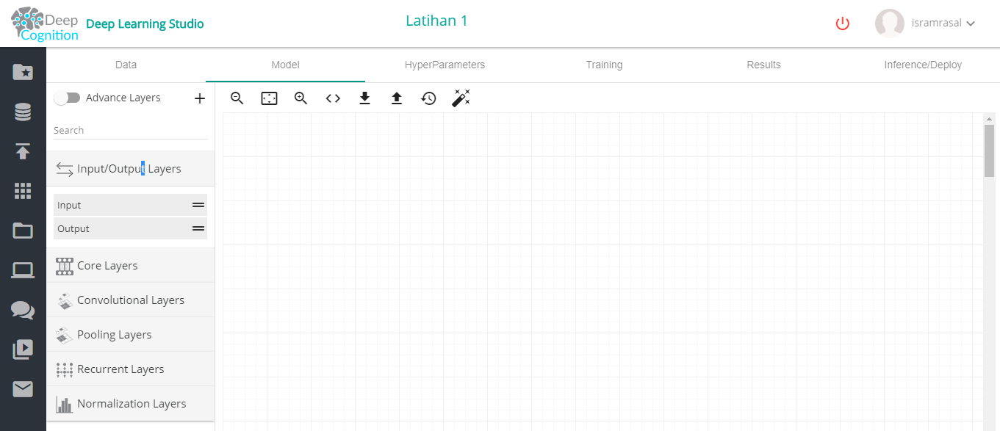 Deep Cognition
Deep Learning Studio
Latihan 1
isramrasal
Data
Model
HyperParameters
Training
Results
Inference/Deploy
Advance Layers
Search
Input/Output Layers
Input
Output
Core Layers
Convolutional Layers
Pooling Layers
Recurrent Layers
Normalization Layers